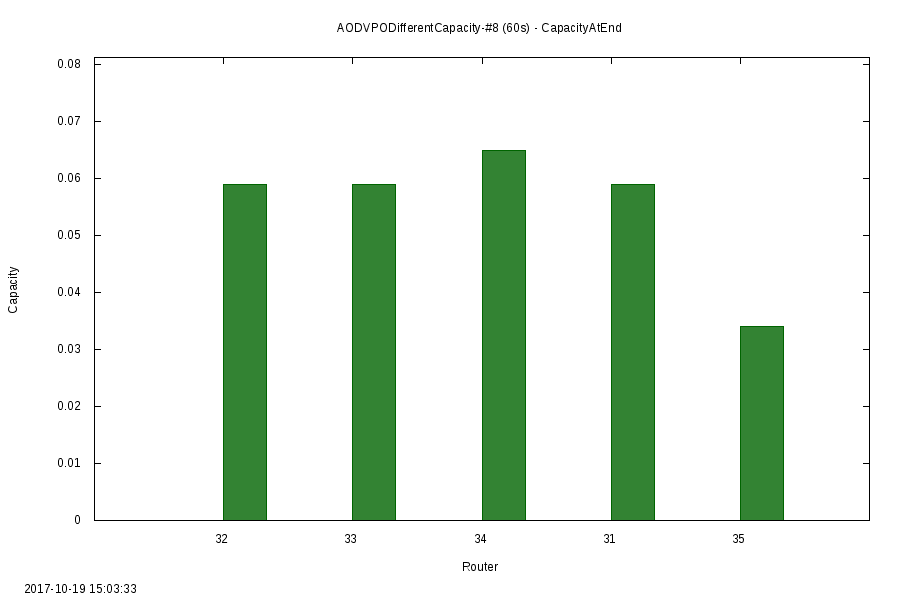 AODVPODifferentCapacity-#8 (60s) - CapacityAtEnd
0.08
0.07
0.06
0.05
0.04
0.03
0.02
0.01
0
Capacity
32 33 34 31 35
Router
2017-10-19 15:03:33